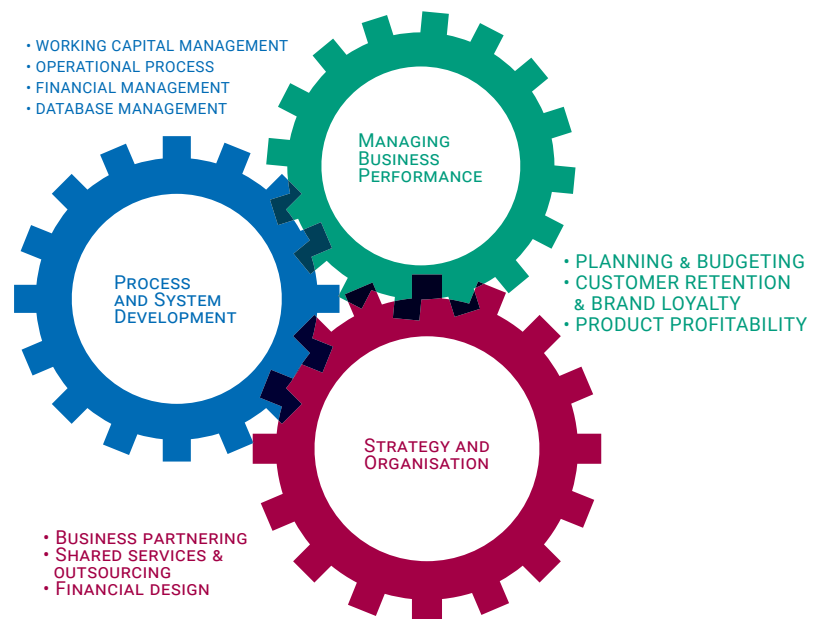 • WORKING CAPITAL MANAGEMENT
• OPERATIONAL PROCESS
• FINANCIAL MANAGEMENT
• DATABASE MANAGEMENT
Managing
Business
Performance
Process
and System
Development
• PLANNING & BUDGETING
• CUSTOMER RETENTION
& BRAND LOYALTY
• PRODUCT PROFITABILITY
Strategy and
Organisation
• Business partnering
• Shared services &
outsourcing
• Financial design